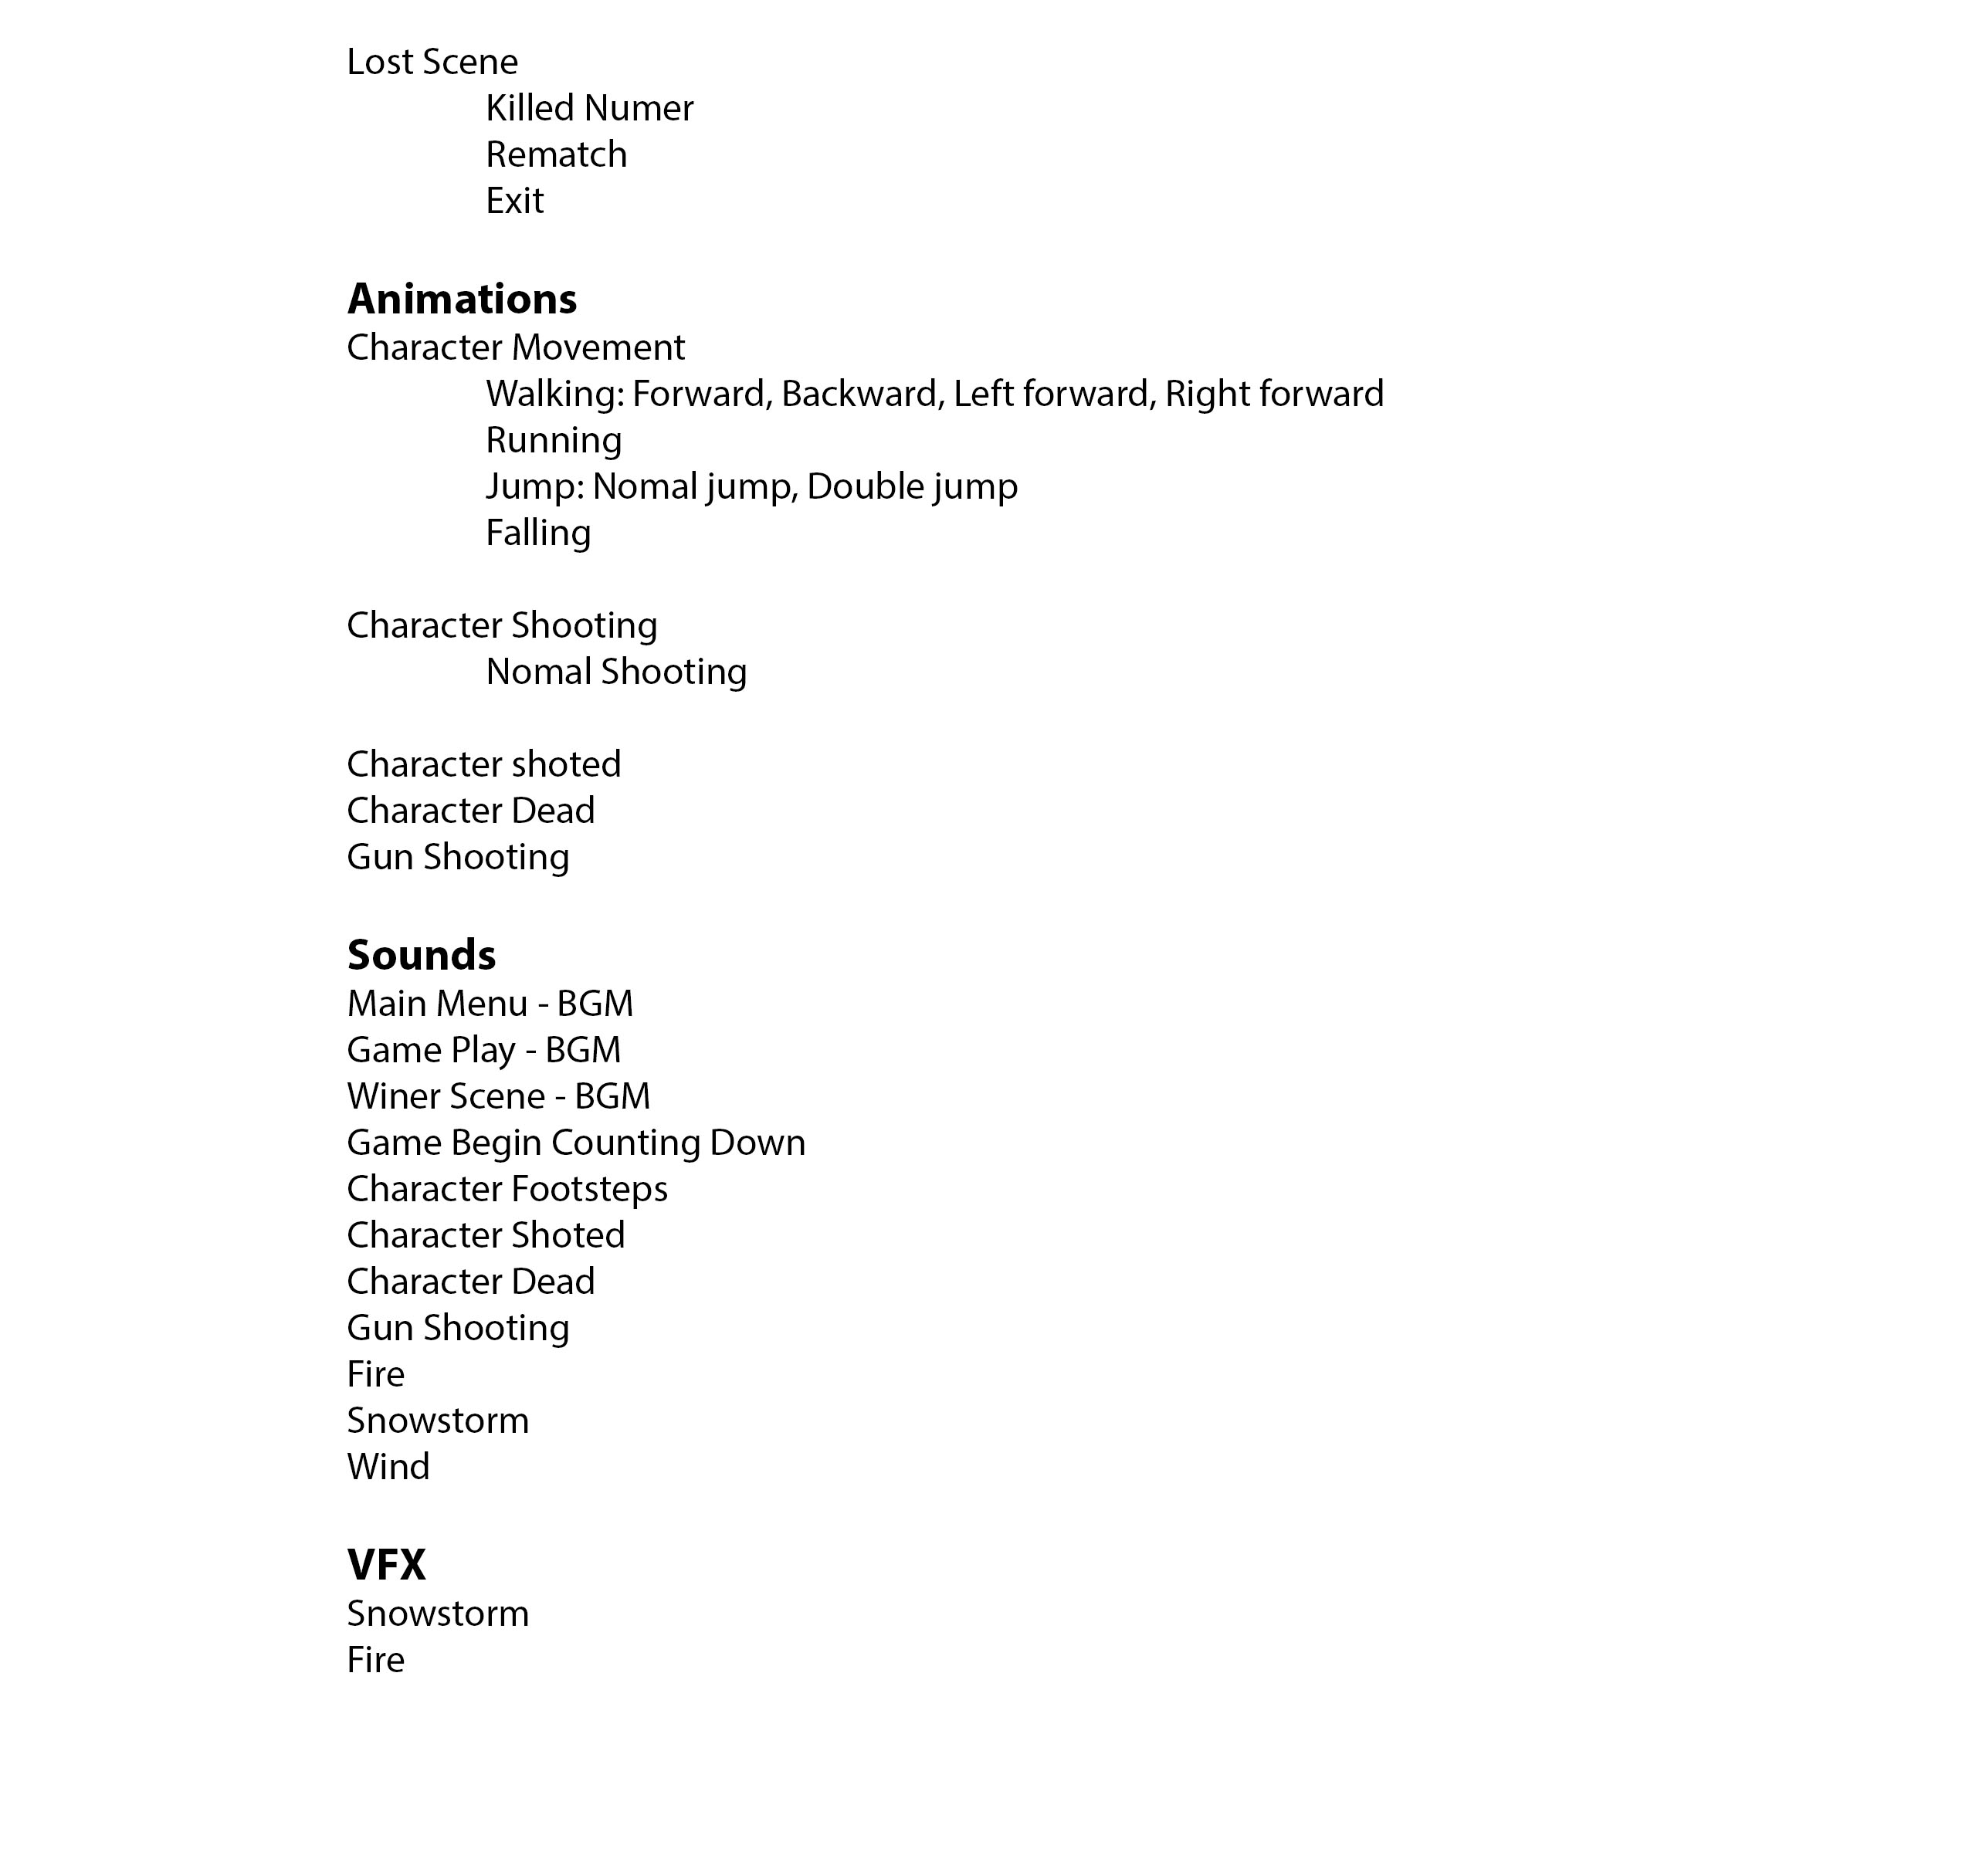 Lost Scene
Killed Numer
Rematch
Exit
Animations
Character Movement
Walking: Forward, Backward, Left forward, Right forward
Running
Jump: Nomal jump, Double jump
Falling
Character Shooting
Nomal Shooting
Character shoted
Character Dead
Gun Shooting
Sounds
Main Menu - BGM
Game Play - BGM
Winer Scene - BGM
Game Begin Counting Down
Character Footsteps
Character Shoted
Character Dead
Gun Shooting
Fire
Snowstorm
Wind
VFX
Snowstorm
Fire